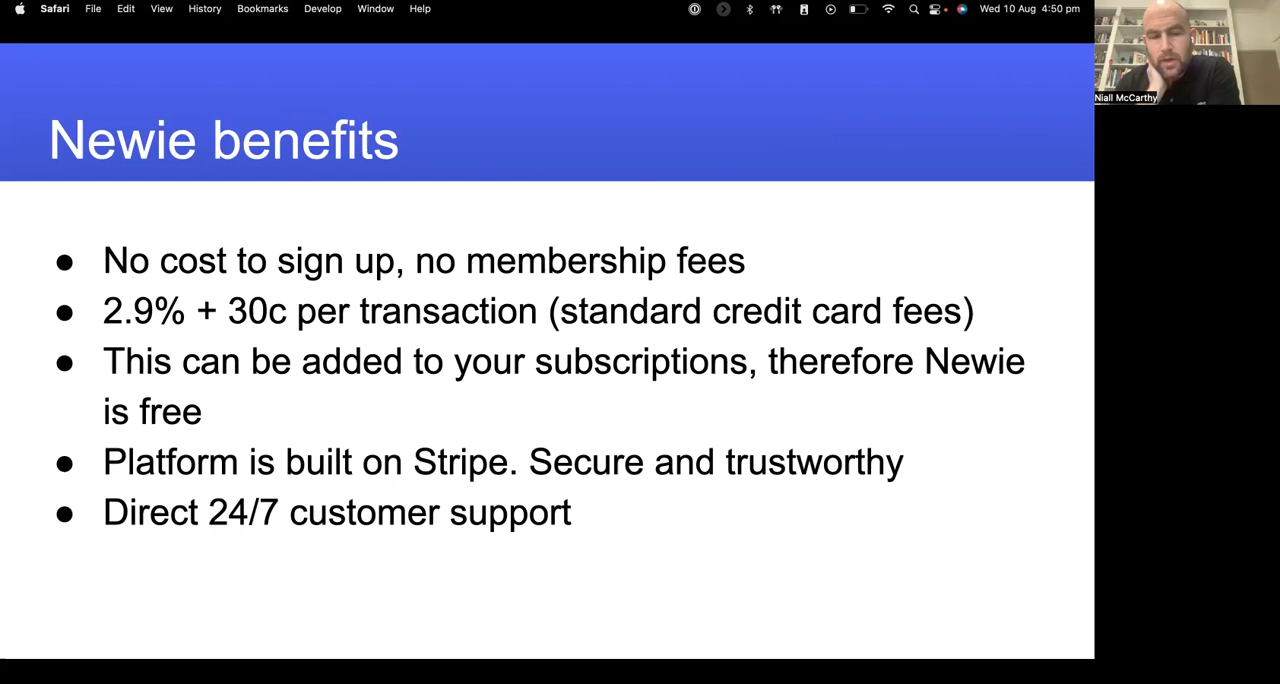 Safari File Edit View History Bookmarks Develop Window Help Wed 10 Aug 4:50 pm
Niall McCarthy
Newie benefits
● No cost to sign up, no membership fees
● 2.9% + 30c per transaction (standard credit card fees)
● This can be added to your subscriptions, therefore Newie
is free
● Platform is built on Stripe. Secure and trustworthy
● Direct 24/7 customer support